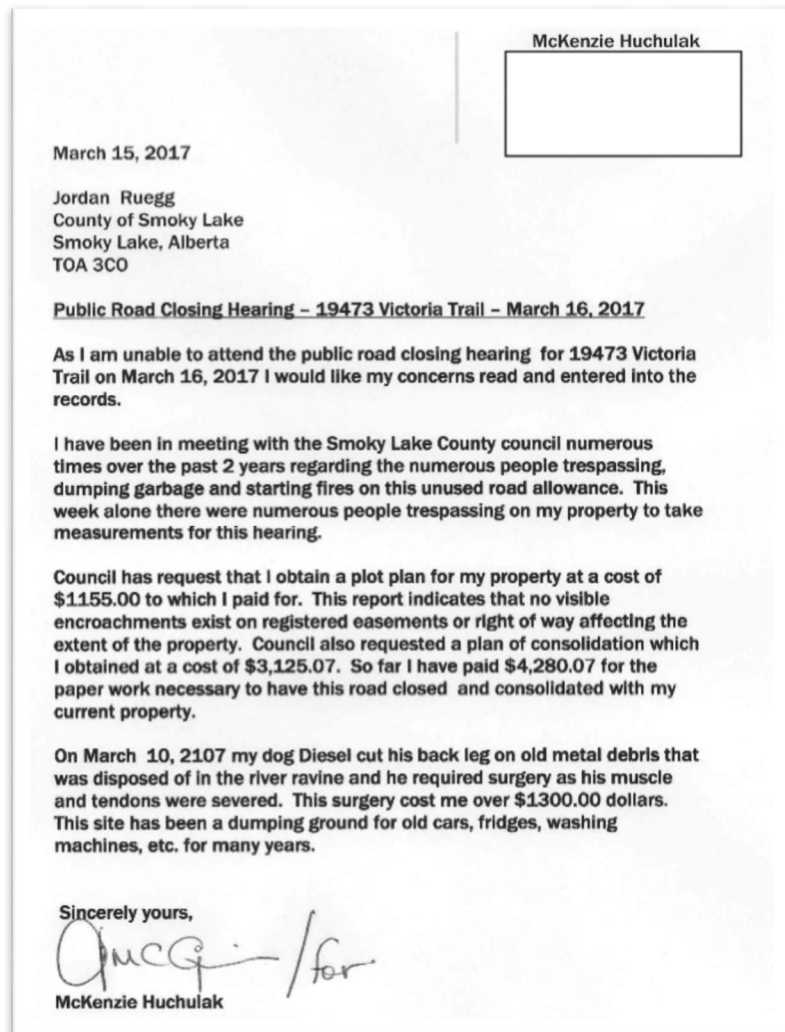 McKenzie Huchulak
March 15, 2017
Jordan Ruegg
County of Smoky Lake
Smoky Lake, Alberta
TOA 3CO
Public Road Closing Hearing – 19473 Victoria Trail – March 16, 2017
As I am unable to attend the public road closing hearing for 19473 Victoria
Trail on March 16, 2017 I would like my concerns read and entered into the
records.
I have been in meeting with the Smoky Lake County council numerous
times over the past 2 years regarding the numerous people trespassing,
dumping garbage and starting fires on this unused road allowance. This
week alone there were numerous people trespassing on my property to take
measurements for this hearing.
Council has request that I obtain a plot plan for my property at a cost of
$1155.00 to which I paid for. This report indicates that no visible
encroachments exist on registered easements or right of way affecting the
extent of the property. Council also requested a plan of consolidation which
I obtained at a cost of $3,125.07. So far I have paid $4,280.07 for the
paper work necessary to have this road closed and consolidated with my
current property.
On March 10, 2107 my dog Diesel cut his back leg on old metal debris that
was disposed of in the river ravine and he required surgery as his muscle
and tendons were severed. This surgery cost me over $1300.00 dollars.
This site has been a dumping ground for old cars, fridges, washing
machines, etc. for many years.
Sincerely yours,
/for
McKenzie Huchulak